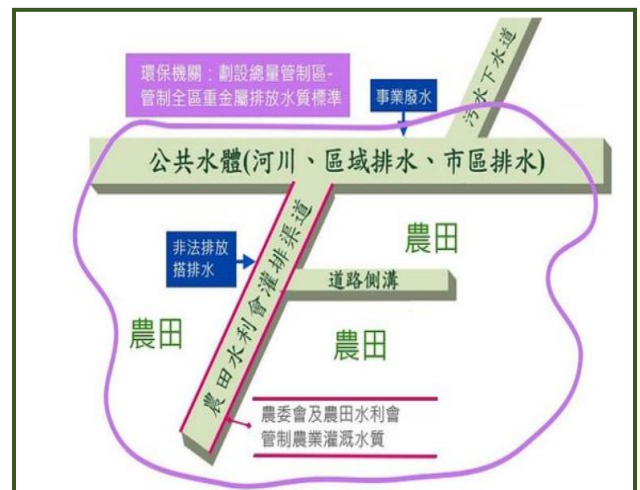 環保機關：劃設總量管制區-
管制全區重金屬排放水質標準
事業廢水
污水下水道
公共水體(河川、區域排水、市區排水)
非法排放
搭排水
農田水利會灌排渠道
農田
道路側溝
農田
農田
農委會及農田水利會
管制農業灌溉水質